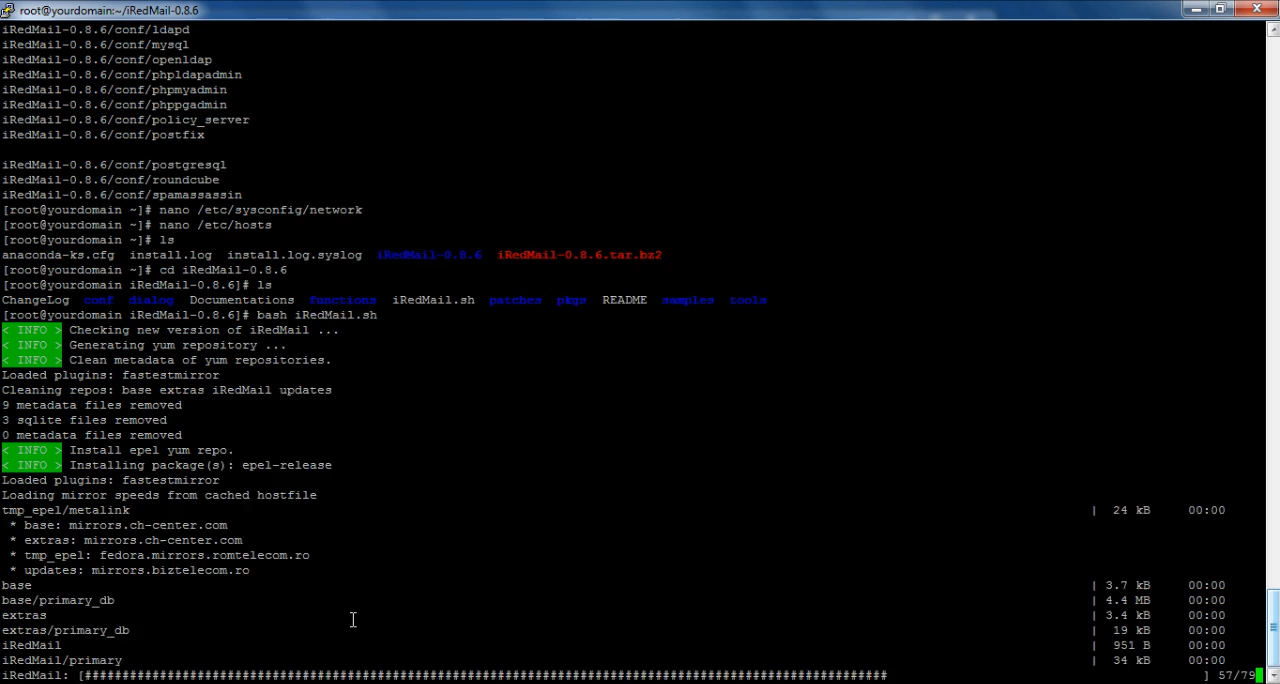 root@yourdomain:~/iRedMail-0.8.6
iRedMail-0.8.6/conf/ldapd
iRedMail-0.8.6/conf/mysql
iRedMail-0.8.6/conf/openldap
iRedMail-0.8.6/conf/phpldapadmin
iRedMail-0.8.6/conf/phpmyadmin
iRedMail-0.8.6/conf/phppgadmin
iRedMail-0.8.6/conf/policy_server
iRedMail-0.8.6/conf/postfix
iRedMail-0.8.6/conf/postgresql
iRedMail-0.8.6/conf/roundcube
iRedMail-0.8.6/conf/spamassassin
[root@yourdomain ~]# nano /etc/sysconfig/network
[root@yourdomain ~]# nano /etc/hosts
[root@yourdomain ~]# ls
anaconda-ks.cfg  install.log  install.log.syslog  iRedMail-0.8.6  iRedMail-0.8.6.tar.bz2
[root@yourdomain ~]# cd iRedMail-0.8.6
[root@yourdomain iRedMail-0.8.6]# ls
ChangeLog  conf  dialog  Documentations  functions  iRedMail.sh  patches  pkgs  README  samples  tools
[root@yourdomain iRedMail-0.8.6]# bash iRedMail.sh
< INFO > Checking new version of iRedMail ...
< INFO > Generating yum repository ...
< INFO > Clean metadata of yum repositories.
Loaded plugins: fastestmirror
Cleaning repos: base extras iRedMail updates
9 metadata files removed
3 sqlite files removed
0 metadata files removed
< INFO > Install epel yum repo.
< INFO > Installing package(s): epel-release
Loaded plugins: fastestmirror
Loading mirror speeds from cached hostfile
tmp_epel/metalink | 24 kB 00:00
* base: mirrors.ch-center.com
* extras: mirrors.ch-center.com
* tmp_epel: fedora.mirrors.romtelecom.ro
* updates: mirrors.biztelecom.ro
base | 3.7 kB 00:00
base/primary_db | 4.4 MB 00:00
extras | 3.4 kB 00:00
extras/primary_db | 19 kB 00:00
iRedMail | 951 B 00:00
iRedMail/primary | 34 kB 00:00
iRedMail: [########################################################################################################### ] 57/79